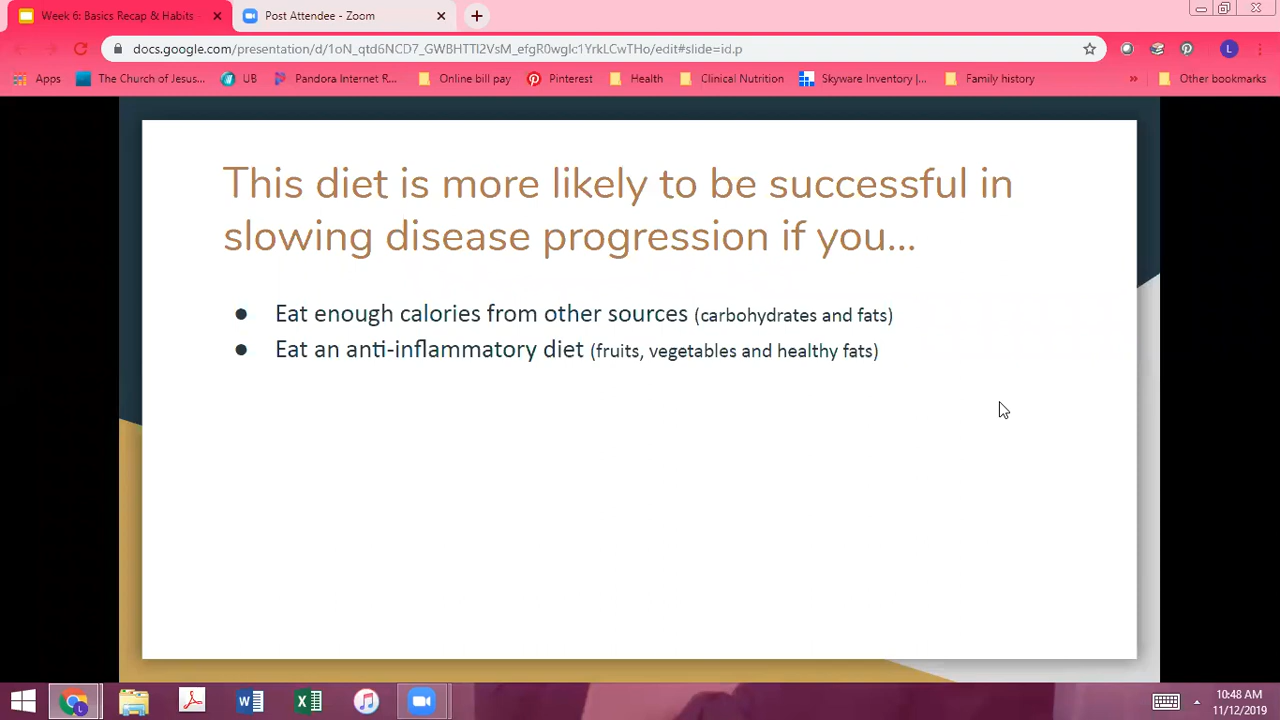 Week 6: Basics Recap & Habits
Post Attendee - Zoom
docs.google.com/presentation/d/1oN_qtd6NCD7_GWBHTTl2VsM_efgR0wglc1YrkLCwTHo/edit#slide=id.p
L
Apps
The Church of Jesus...
UB
Pandora Internet R...
Online bill pay
Pinterest
Health
Clinical Nutrition
Skyware Inventory |...
Family history
»
Other bookmarks
This diet is more likely to be successful in
slowing disease progression if you...
● Eat enough calories from other sources (carbohydrates and fats)
● Eat an anti-inflammatory diet (fruits, vegetables and healthy fats)
10:48 AM
11/12/2019